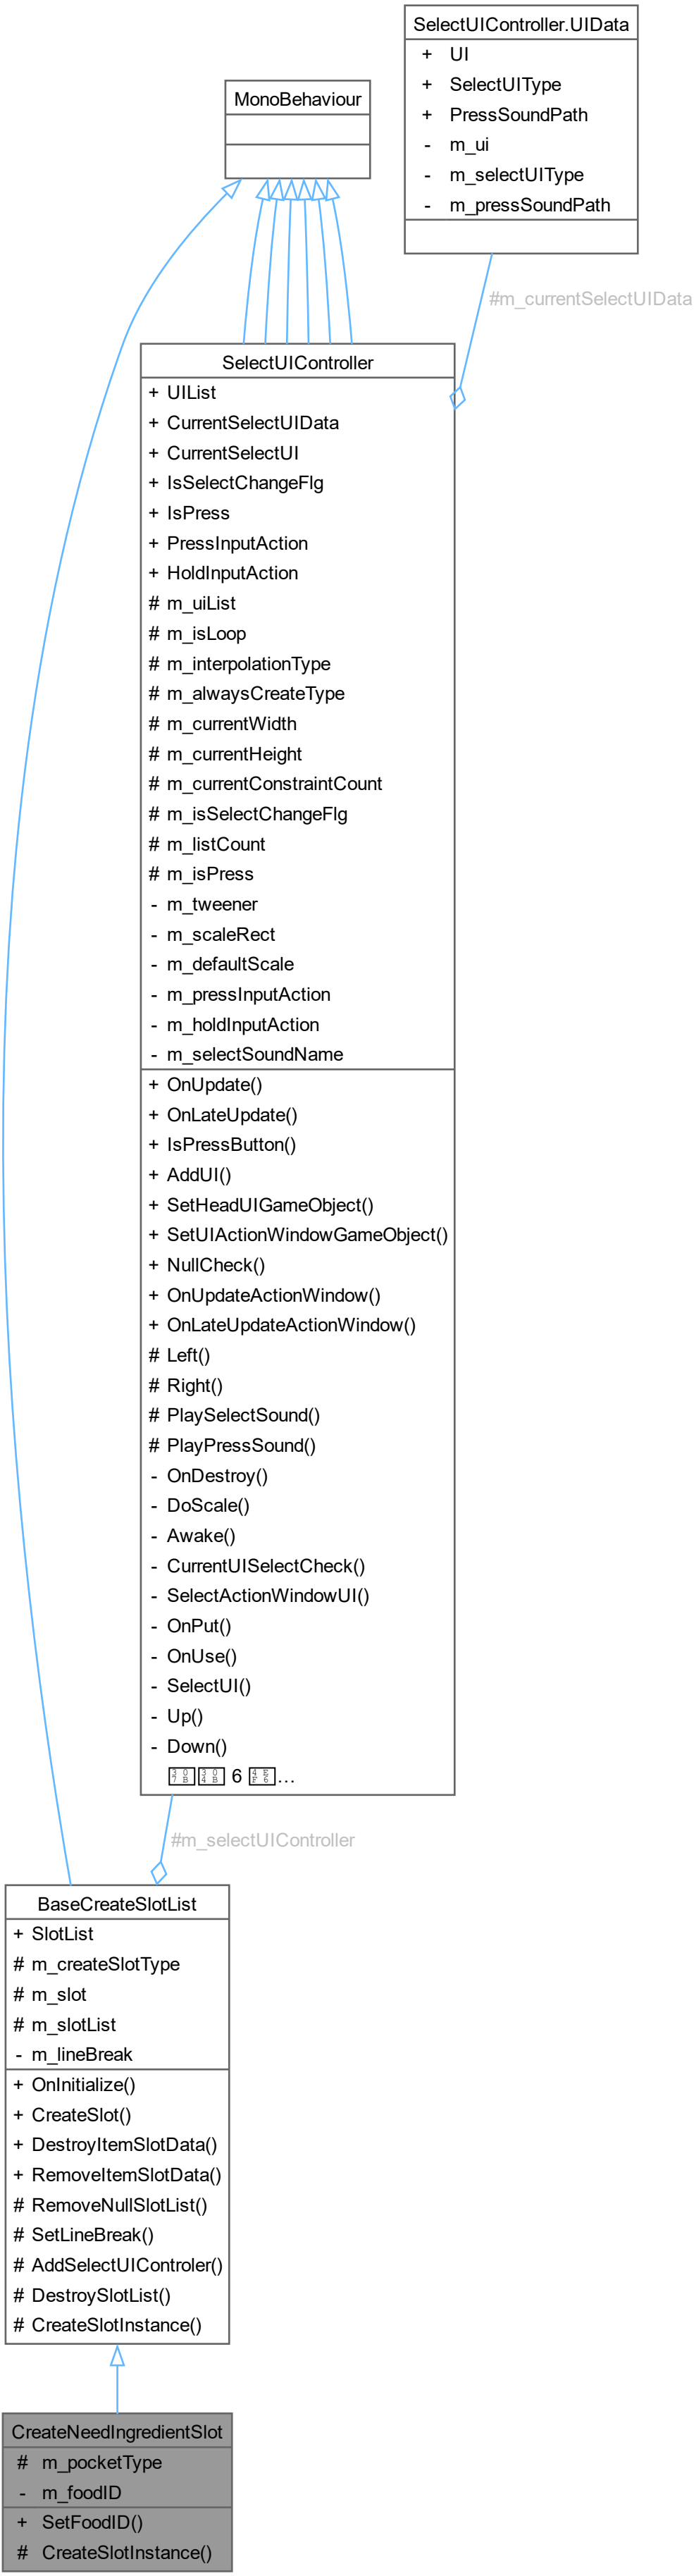 SelectUIController.UIData
+ UI
+ SelectUIType
+ PressSoundPath
- m_ui
- m_selectUIType
- m_pressSoundPath
MonoBehaviour
#m_currentSelectUIData
SelectUIController
+ UIList
+ CurrentSelectUIData
+ CurrentSelectUI
+ IsSelectChangeFlg
+ IsPress
+ PressInputAction
+ HoldInputAction
# m_uiList
# m_isLoop
# m_interpolationType
# m_alwaysCreateType
# m_currentWidth
# m_currentHeight
# m_currentConstraintCount
# m_isSelectChangeFlg
# m_listCount
# m_isPress
- m_tweener
- m_scaleRect
- m_defaultScale
- m_pressInputAction
- m_holdInputAction
- m_selectSoundName
+ OnUpdate()
+ OnLateUpdate()
+ IsPressButton()
+ AddUI()
+ SetHeadUIGameObject()
+ SetUIActionWindowGameObject()
+ NullCheck()
+ OnUpdateActionWindow()
+ OnLateUpdateActionWindow()
# Left()
# Right()
# PlaySelectSound()
# PlayPressSound()
- OnDestroy()
- DoScale()
- Awake()
- CurrentUISelectCheck()
- SelectActionWindowUI()
- OnPut()
- OnUse()
- SelectUI()
- Up()
- Down()
6 ...
#m_selectUIController
BaseCreateSlotList
+ SlotList
# m_createSlotType
# m_slot
# m_slotList
- m_lineBreak
+ OnInitialize()
+ CreateSlot()
+ DestroyItemSlotData()
+ RemoveItemSlotData()
# RemoveNullSlotList()
# SetLineBreak()
# AddSelectUIControler()
# DestroySlotList()
# CreateSlotInstance()
CreateNeedIngredientSlot
# m_pocketType
- m_foodID
+ SetFoodID()
# CreateSlotInstance()